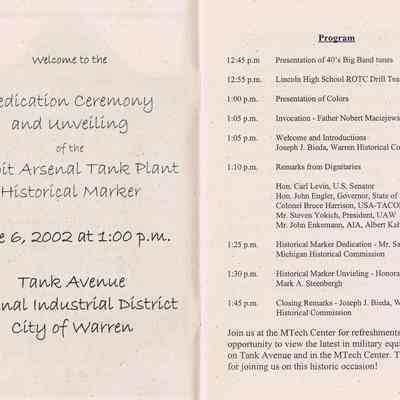 Welcome to the
edication Ceremony
and Unveiling
of the
oit Arsenal Tank Plant
Historical Marker
e 6, 2002 at 1:00 p.m.
Tank Avenue
nal Industrial District
City of Warren
Program
12:45 p.m Presentation of 40's Big Band tunes
12:55 p.m. Lincoln High School ROTC Drill Tea
1:00 p.m. Presentation of Colors
1:05 p.m. Invocation - Father Nobert Maciejews
1:05 p.m. Welcome and Introductions
Joseph J. Bieda, Warren Historical Co
1:10 p.m. Remarks from Dignitaries
Hon. Carl Levin, U.S. Senator
Hon. John Engler, Governor, State of
Colonel Bruce Harrison, USA-TACO
Mr. Steven Yokich, President, UAW
Mr. John Enkemann, AIA, Albert Kah
1:25 p.m. Historical Marker Dedication - Mr. Sa
Michigan Historical Commission
1:30 p.m. Historical Marker Unvieling - Honora
Mark A. Steenbergh
1:45 p.m. Closing Remarks - Joseph J. Bieda, W
Historical Commission
Join us at the MTech Center for refreshments
opportunity to view the latest in military equi
on Tank Avenue and in the MTech Center. T
for joining us on this historic occasion!